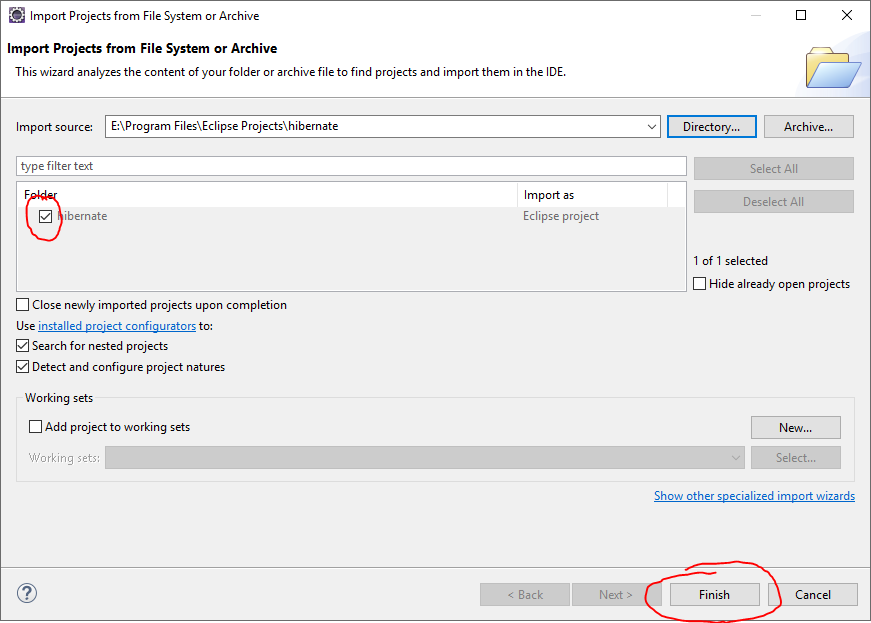 Import Projects from File System or Archive
Import Projects from File System or Archive
This wizard analyzes the content of your folder or archive file to find projects and import them in the IDE.
Import source: E:\Program Files\Eclipse Projects\hibernate Directory... Archive...
type filter text Select All
Folder Import as Deselect All
hibernate Eclipse project
1 of 1 selected
Hide already open projects
Close newly imported projects upon completion
Use installed project configurators to:
Search for nested projects
Detect and configure project natures
Working sets
Add project to working sets New...
Working sets: Select...
Show other specialized import wizards
? < Back Next > Finish Cancel